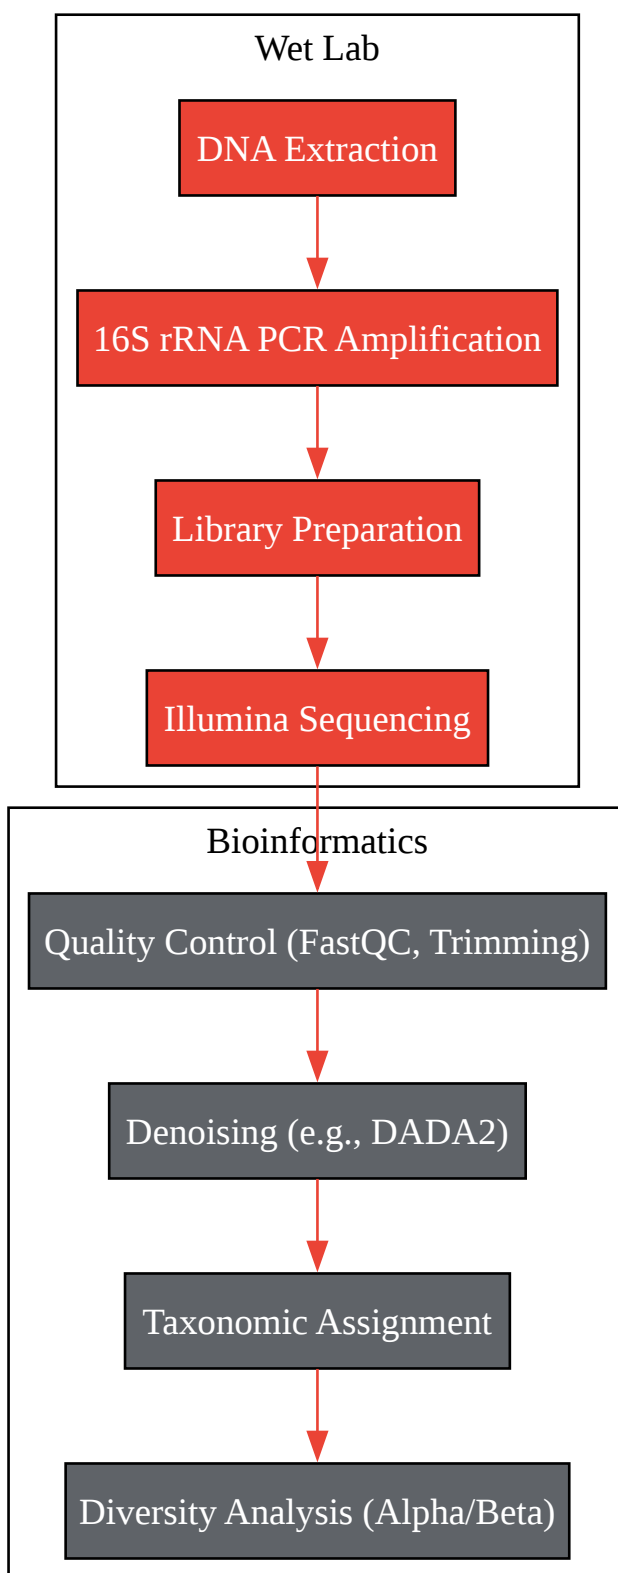 Wet Lab
DNA Extraction
16S rRNA PCR Amplification
Library Preparation
Illumina Sequencing
Bioinformatics
Quality Control (FastQC, Trimming)
Denoising (e.g., DADA2)
Taxonomic Assignment
Diversity Analysis (Alpha/Beta)